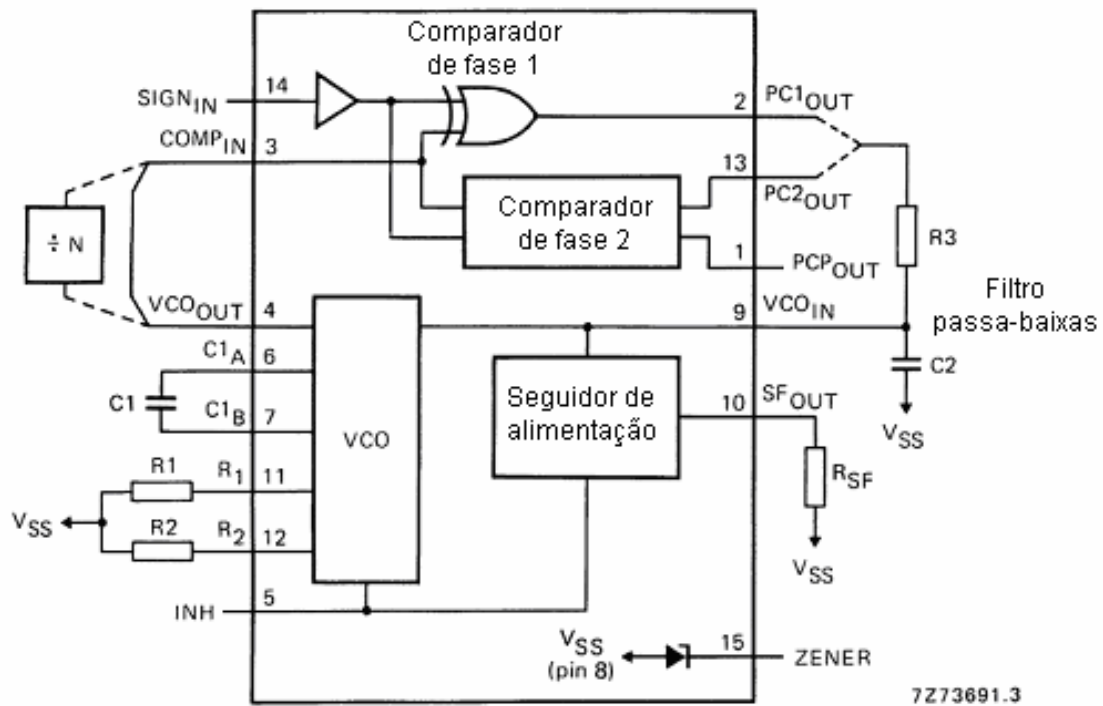 Comparador
de fase 1
SIGN_IN
14
COMP_IN
3
2
PC1_OUT
13
PC2_OUT
Comparador
de fase 2
1
PCP_OUT
÷ N
R3
VCO_OUT
4
9
VCO_IN
Filtro
passa-baixas
C1_A
6
C1
C1_B
7
VCO
Seguidor de
alimentação
10
SF_OUT
C2
V_SS
R1
R_1
11
V_SS
R2
R_2
12
R_SF
V_SS
INH
5
V_SS
(pin 8)
15
ZENER
7Z73691.3